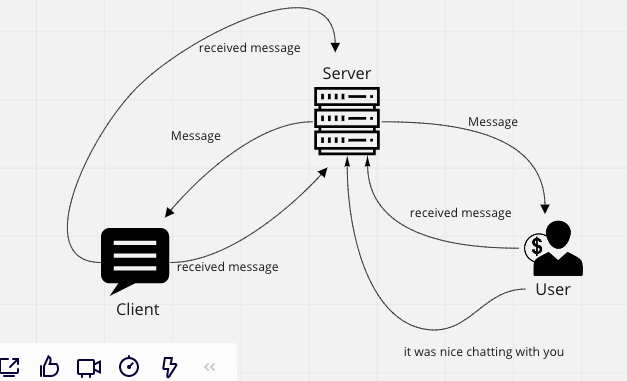 received message
Server
Message
Message
received message
received message
$
User
Client
it was nice chatting with you